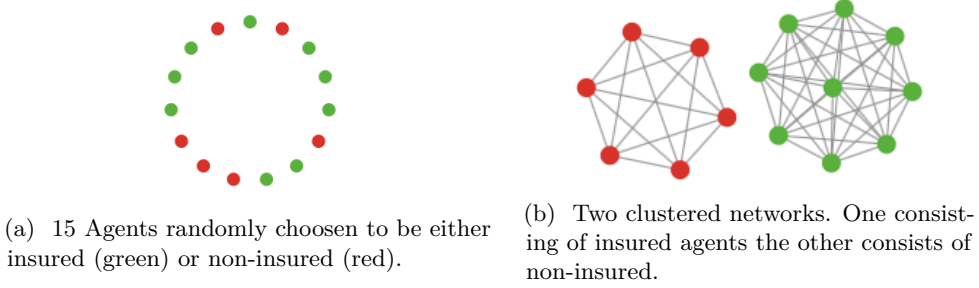 (a) 15 Agents randomly choosen to be either
insured (green) or non-insured (red).
(b) Two clustered networks. One consist-
ing of insured agents the other consists of
non-insured.